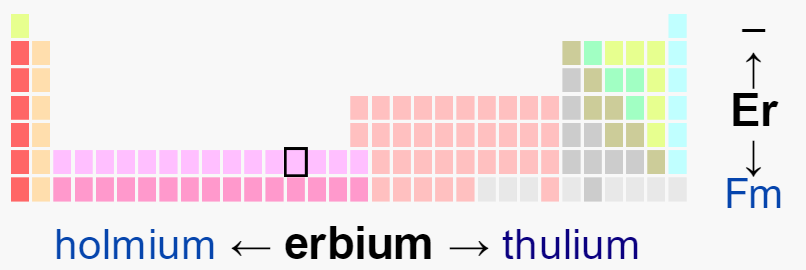 –
↑
Er
↓
Fm
holmium ← erbium → thulium